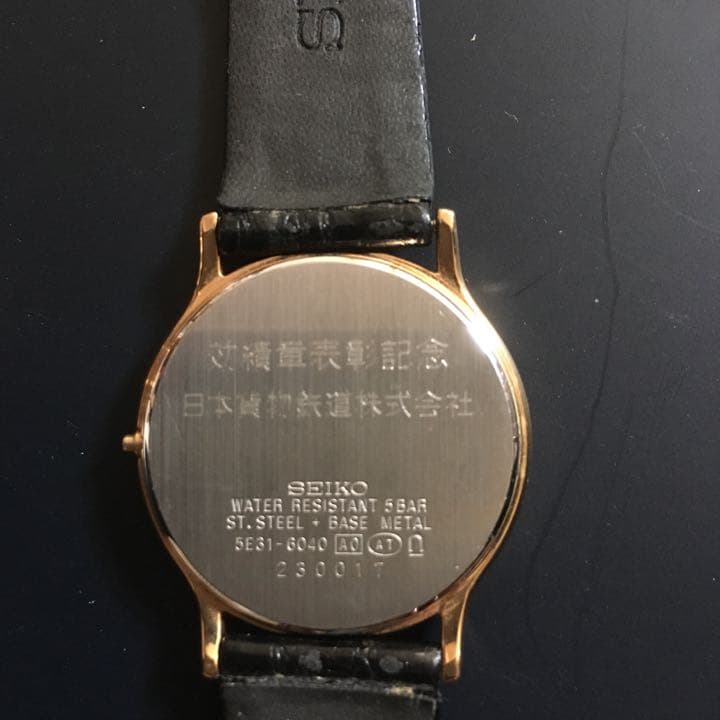 S
功績章表彰記念
日本貨物鉄道株式会社
SEIKO
WATER RESISTANT 5BAR
ST.STEEL + BASE METAL
5E31-6040 A0 AT
230017